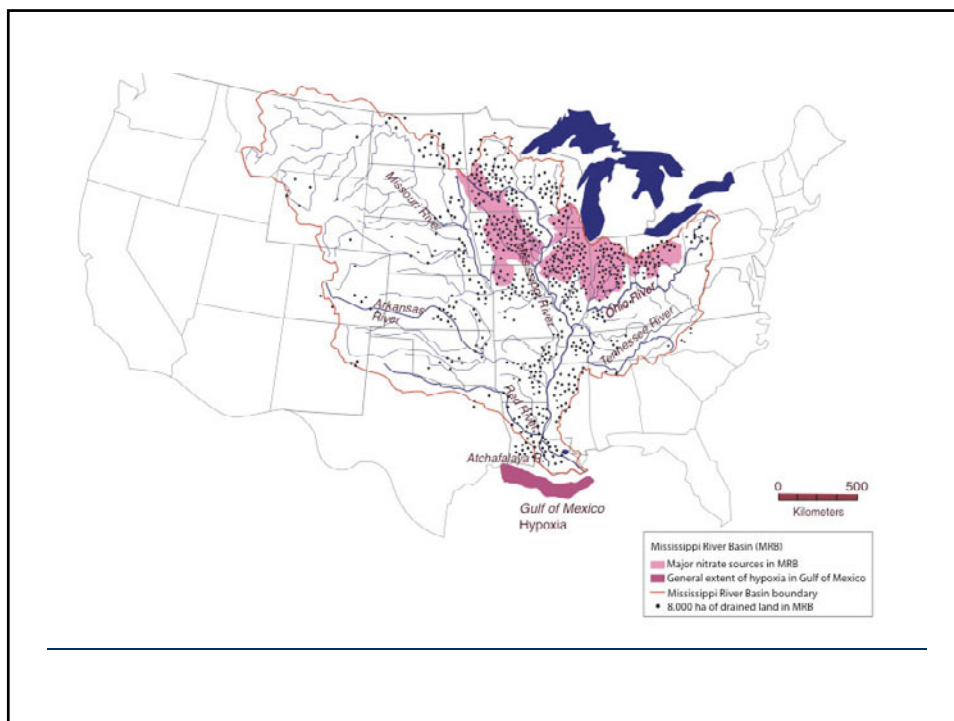 Missouri River
Mississippi River
Ohio River
Arkansas
River
Tennessee River
Red River
Atchafalaya R.
Gulf of Mexico
Hypoxia
0 500
Kilometers
Mississippi River Basin (MRB)
Major nitrate sources in MRB
General extent of hypoxia in Gulf of Mexico
Mississippi River Basin boundary
8,000 ha of drained land in MRB